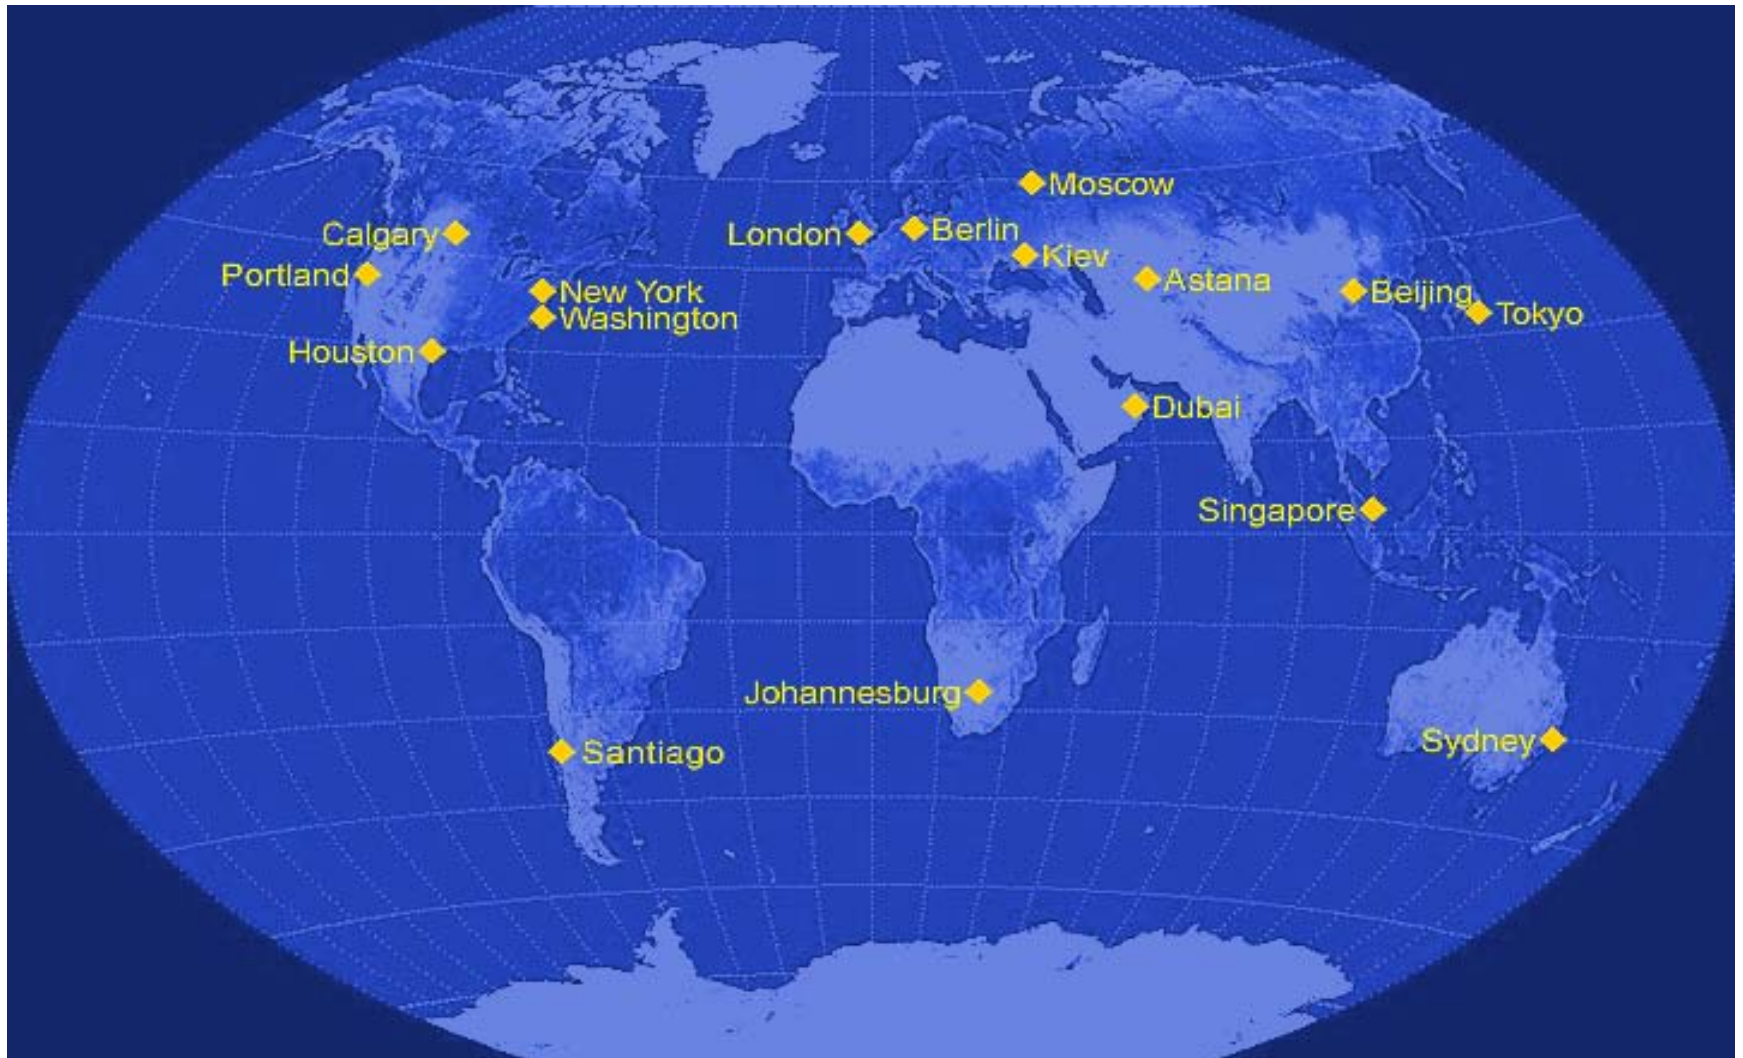 Moscow
Calgary
London
Berlin
Kiev
Portland
Astana
New York
Beijing
Washington
Tokyo
Houston
Dubai
Singapore
Johannesburg
Sydney
Santiago